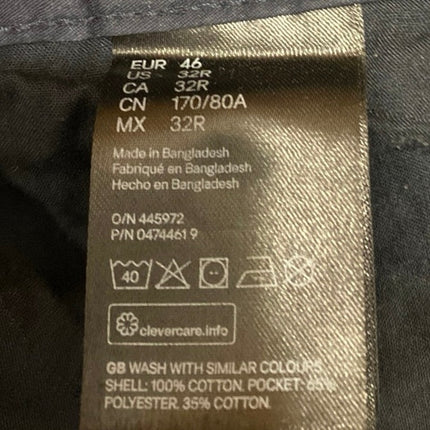 EUR 46
US 32R
CA 32R
CN 170/80A
MX 32R
Made in Bangladesh
Fabriqué en Bangladesh
Hecho en Bangladesh
O/N 445972
P/N 0474461 9
40
clevercare.info
GB WASH WITH SIMILAR COLOURS.
SHELL: 100% COTTON. POCKET: 65%
POLYESTER. 35% COTTON.